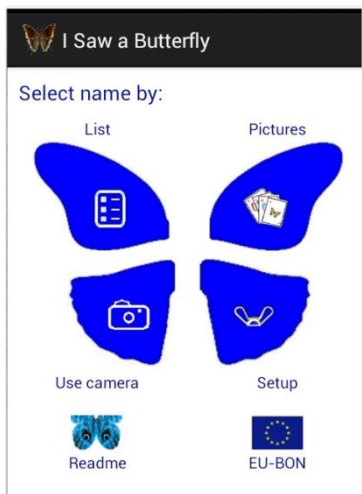 I Saw a Butterfly
Select name by:
List Pictures
Use camera Setup
Readme EU-BON